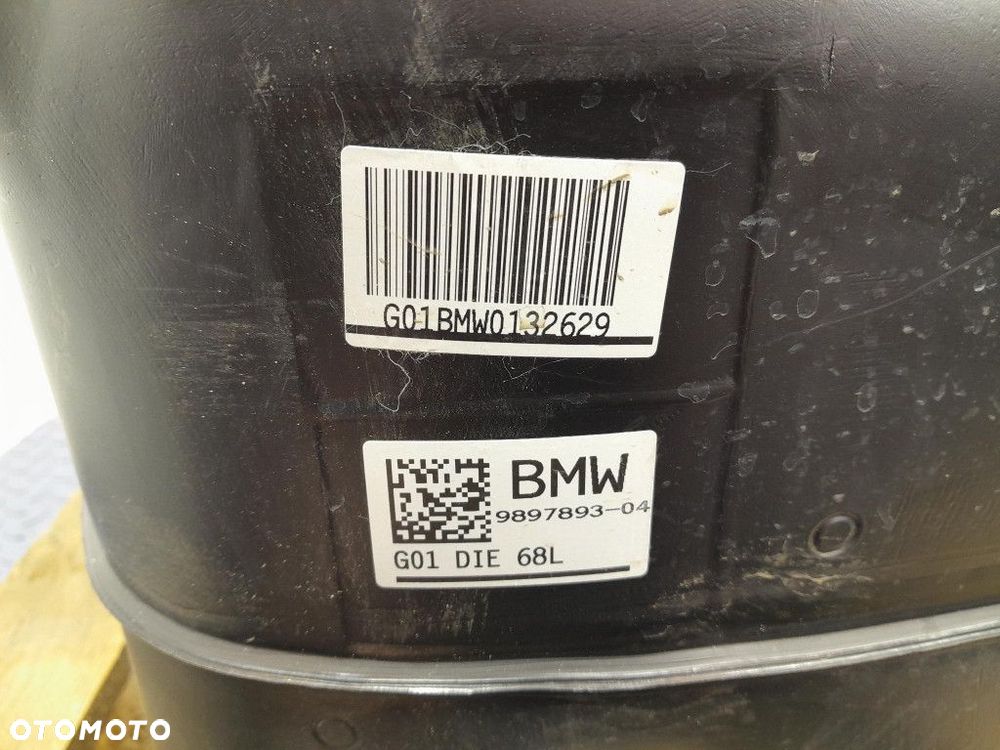 G01BMW0132629
BMW
9897893-04
G01 DIE 68L
OTOMOTO